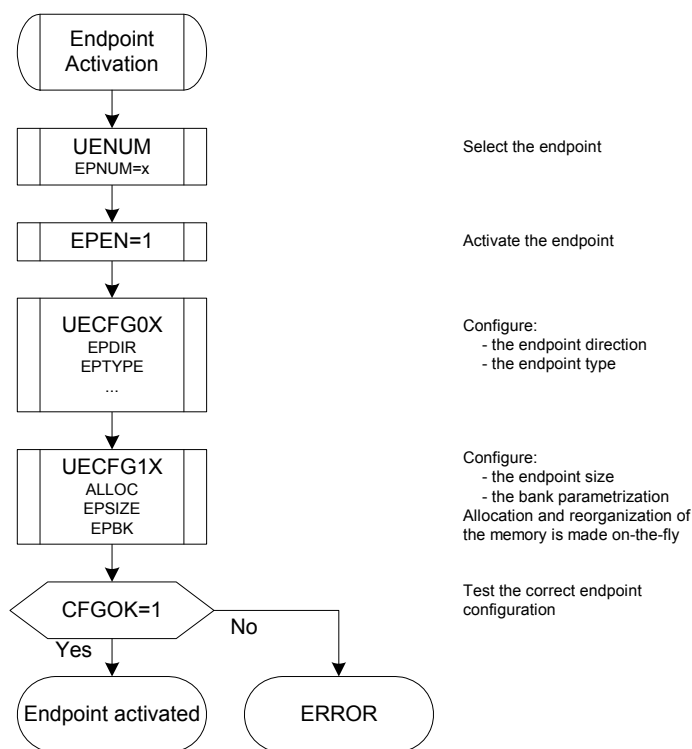 Endpoint
Activation
UENUM
EPNUM=x
Select the endpoint
EPEN=1
Activate the endpoint
UECFG0X
EPDIR
EPTYPE
...
Configure:
- the endpoint direction
- the endpoint type
UECFG1X
ALLOC
EPSIZE
EPBK
Configure:
- the endpoint size
- the bank parametrization
Allocation and reorganization of
the memory is made on-the-fly
CFGOK=1
Test the correct endpoint
configuration
No
Yes
Endpoint activated
ERROR